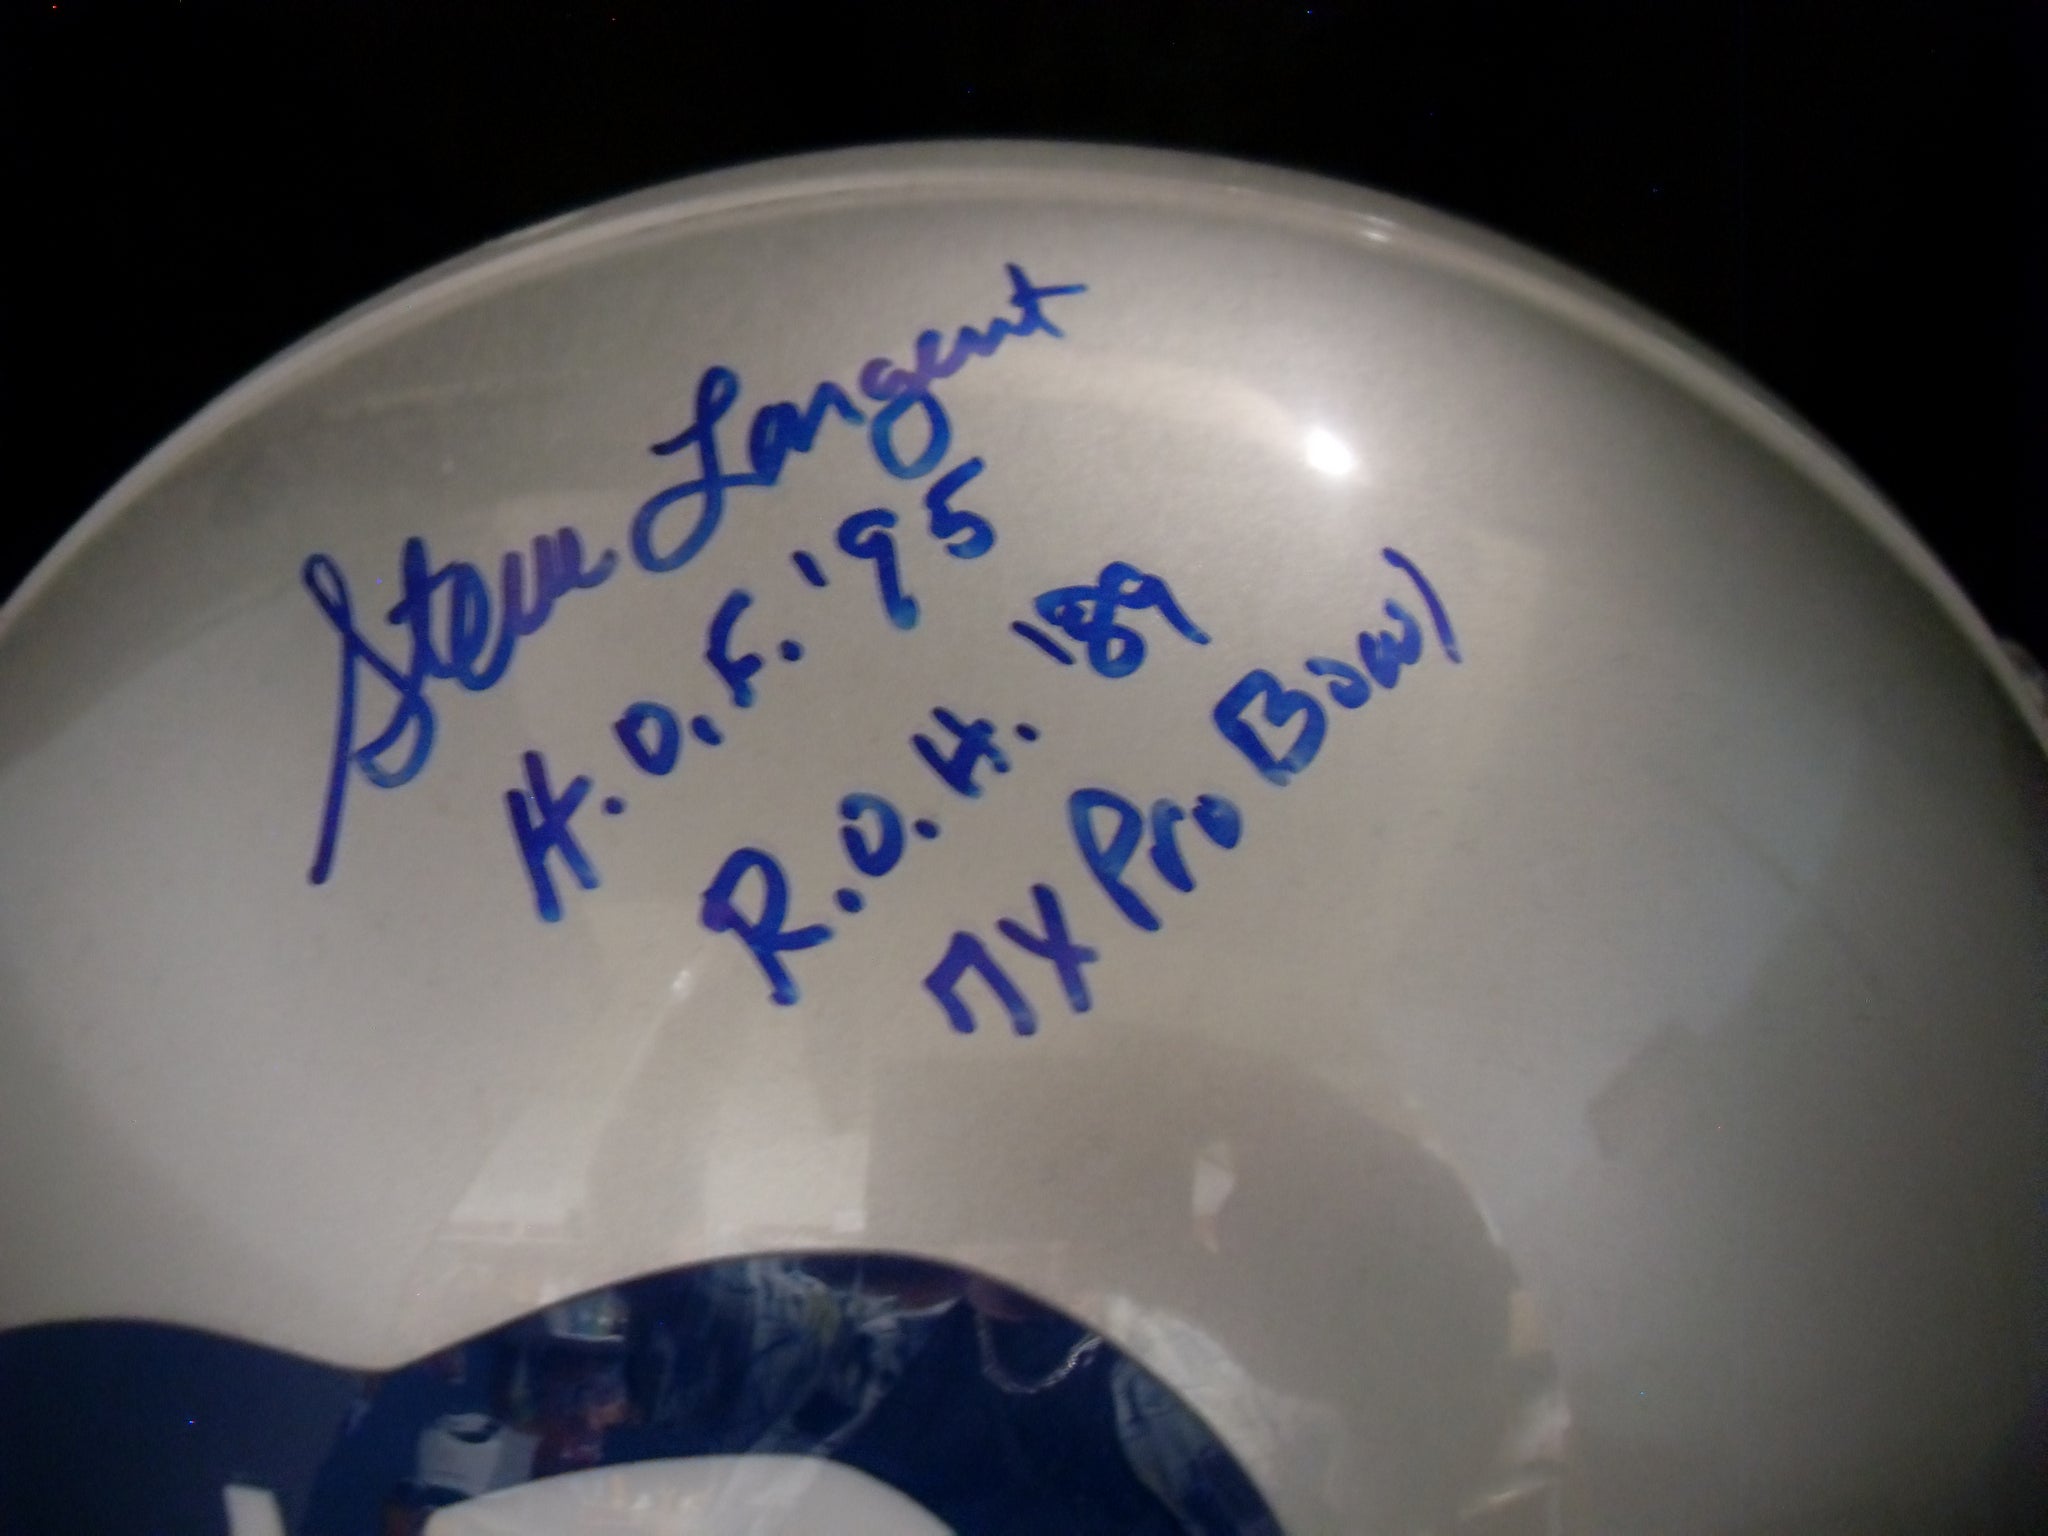 Steve Largent
H.O.F. '95
R.O.H. '89
7X Pro Bowl